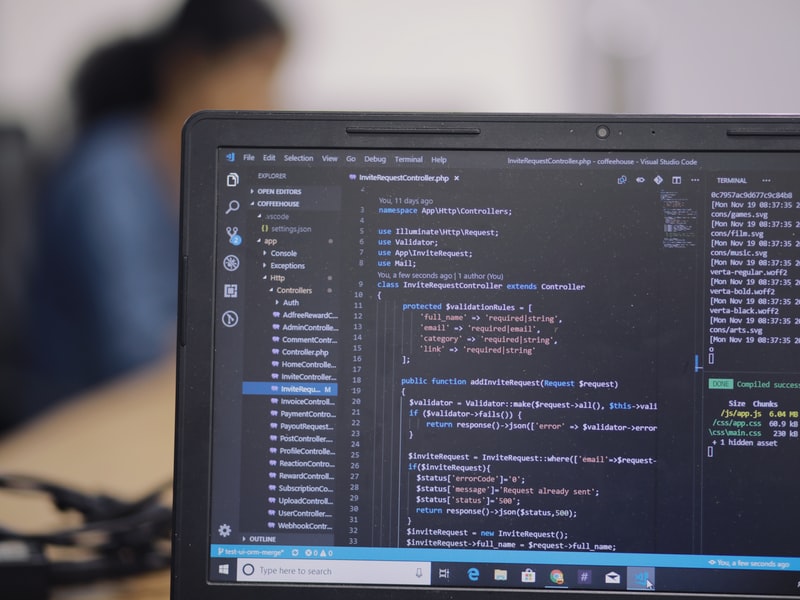 File Edit Selection View Go Debug Terminal Help
InviteRequestController.php - coffeehouse - Visual Studio Code
EXPLORER
OPEN EDITORS
COFFEEHOUSE
.vscode
{} settings.json
app
Console
Exceptions
Http
Controllers
Auth
AdfreeRewardC...
AdminControlle...
CommentContr...
Controller.php
HomeControlle...
InviteController...
InviteRequ... M
InvoiceControll...
PaymentContro...
PayoutRequest...
PostController....
ProfileControlle...
ReactionContro...
RewardControll...
SubscriptionCo...
UploadControll...
UserController....
WebhookContr...
OUTLINE
InviteRequestController.php ×
2
You, 11 days ago
3 namespace App\Http\Controllers;
4
5 use Illuminate\Http\Request;
6 use Validator;
7 use App\InviteRequest;
8 use Mail;
You, a few seconds ago | 1 author (You)
9 class InviteRequestController extends Controller
10 {
11 protected $validationRules = [
12 'full_name' => 'required|string',
13 'email' => 'required|email',
14 'category' => 'required|string',
15 'link' => 'required|string'
16 ];
17
18 public function addInviteRequest(Request $request)
19 {
20 $validator = Validator::make($request->all(), $this->vali
21 if ($validator->fails()) {
22 return response()->json(['error' => $validator->error
23 }
24
25 $inviteRequest = InviteRequest::where(['email'=>$request-
26 if($inviteRequest){
27 $status['errorCode']='0';
28 $status['message']='Request already sent';
29 $status['status']='500';
30 return response()->json($status,500);
31 }
32 $inviteRequest = new InviteRequest();
33 $inviteRequest->full_name = $request->full_name;
TERMINAL ...
0c7957ac9d677c9c84b8
[Mon Nov 19 08:37:35 2
cons/games.svg
[Mon Nov 19 08:37:35 2
cons/film.svg
[Mon Nov 19 08:37:35 2
cons/music.svg
[Mon Nov 19 08:37:35 2
verta-regular.woff2
[Mon Nov 19 08:37:35 2
verta-bold.woff2
[Mon Nov 19 08:37:35 2
verta-black.woff2
[Mon Nov 19 08:37:35 20
cons/arts.svg
DONE Compiled success
Size Chunks
/js/app.js 6.04 MB
/css/app.css 60.9 kB
\css\main.css 230 kB
+ 1 hidden asset
test-ui-orm-merge* 0 0
You, a few seconds ago
Type here to search